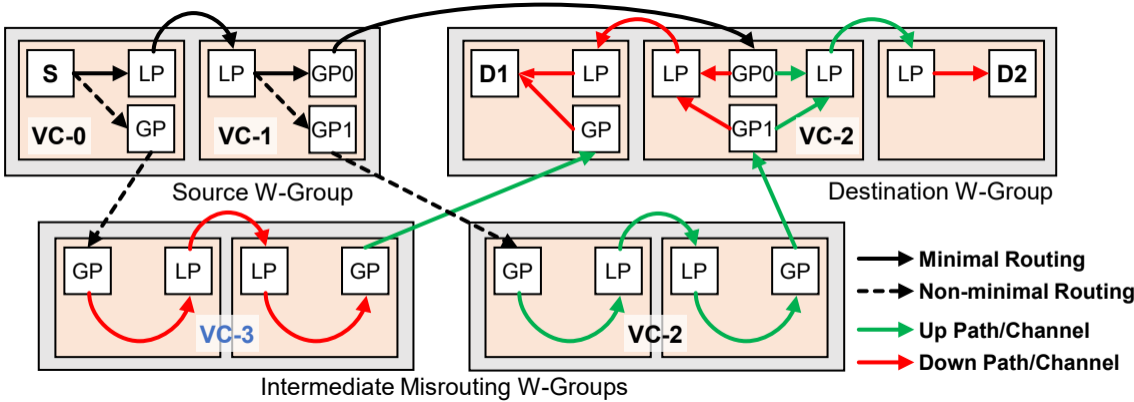 S
LP
GP
VC-0
LP
GP0
GP1
VC-1
Source W-Group
D1
LP
GP
LP
GP0
LP
GP1
VC-2
LP
D2
Destination W-Group
GP
LP
LP
GP
VC-3
GP
LP
LP
GP
VC-2
Intermediate Misrouting W-Groups
Minimal Routing
Non-minimal Routing
Up Path/Channel
Down Path/Channel